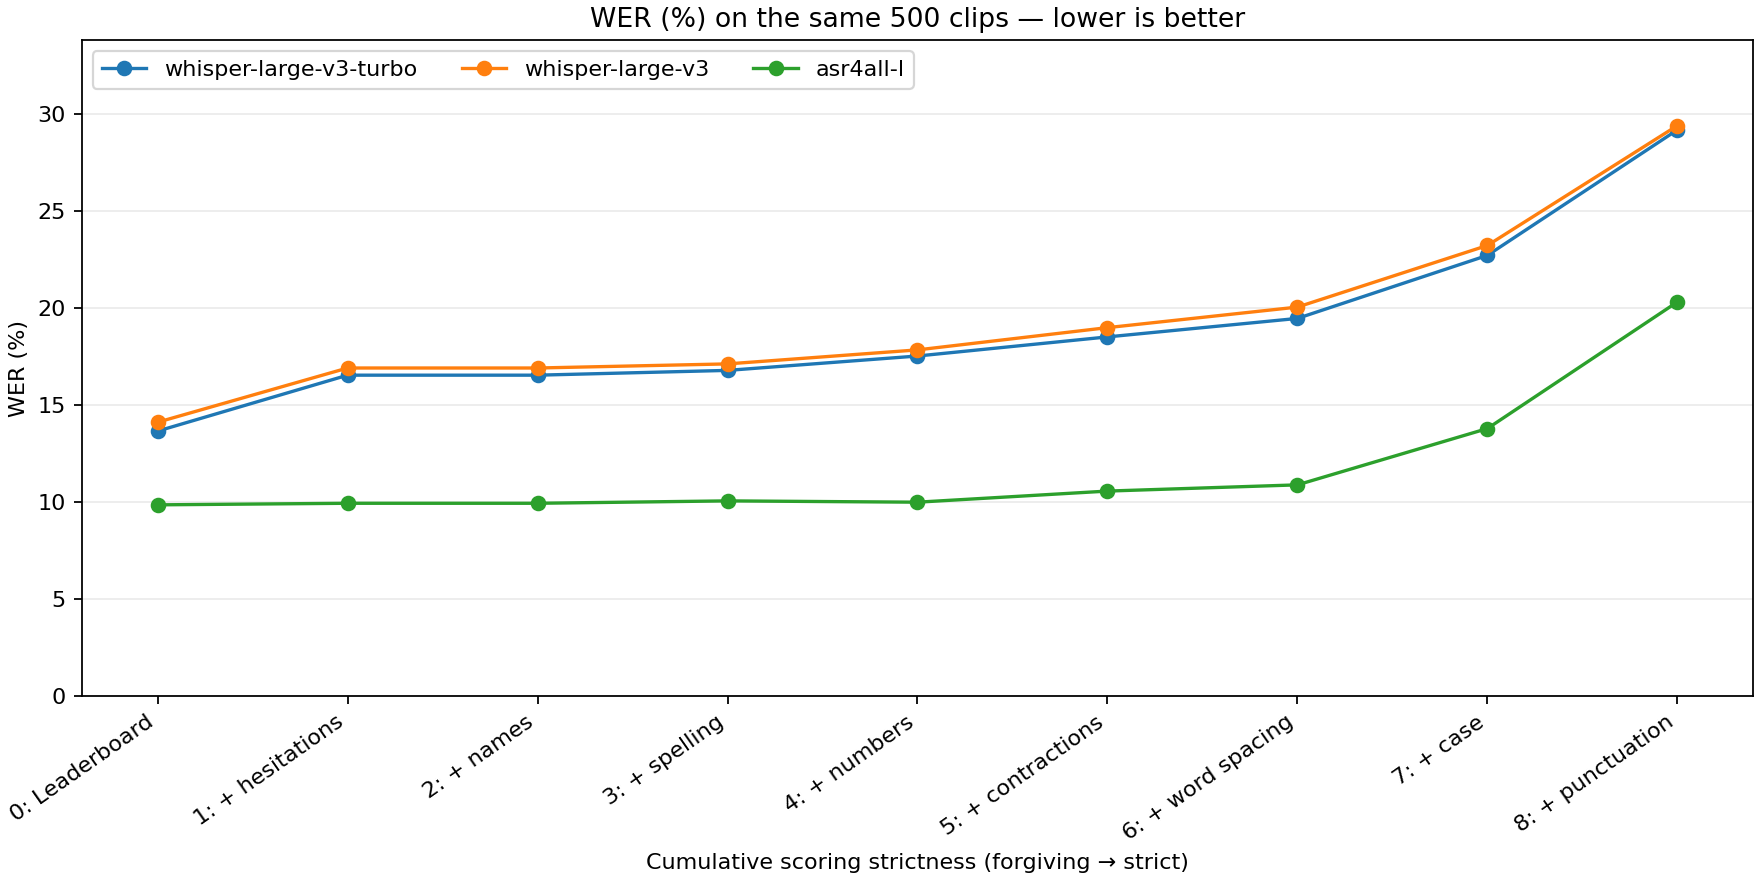 WER (%) on the same 500 clips — lower is better
whisper-large-v3-turbo
whisper-large-v3
asr4all-l
WER (%)
30
25
20
15
10
5
0
0: Leaderboard
1: + hesitations
2: + names
3: + spelling
4: + numbers
5: + contractions
6: + word spacing
7: + case
8: + punctuation
Cumulative scoring strictness (forgiving → strict)